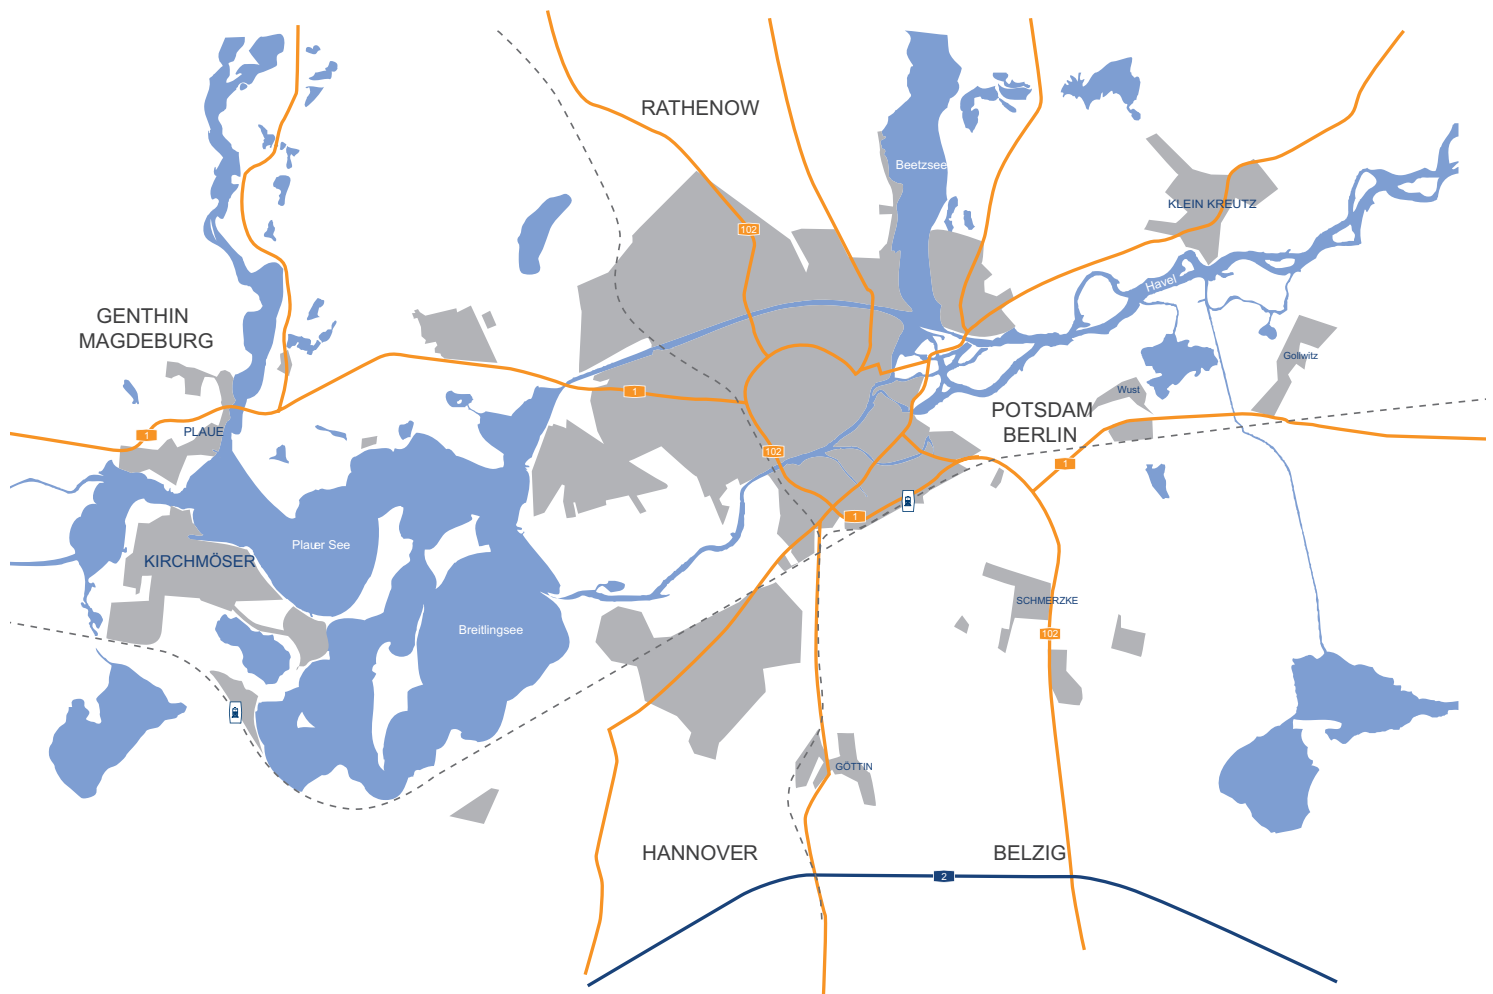 RATHENOW
Beetzsee
KLEIN KREUTZ
102
Havel
GENTHIN
MAGDEBURG
Gollwitz
1
Wust
POTSDAM
BERLIN
PLAUE
1
102
1
1
Plauer See
KIRCHMÖSER
SCHMERZKE
Breitlingsee
102
GÖTTIN
HANNOVER
BELZIG
2